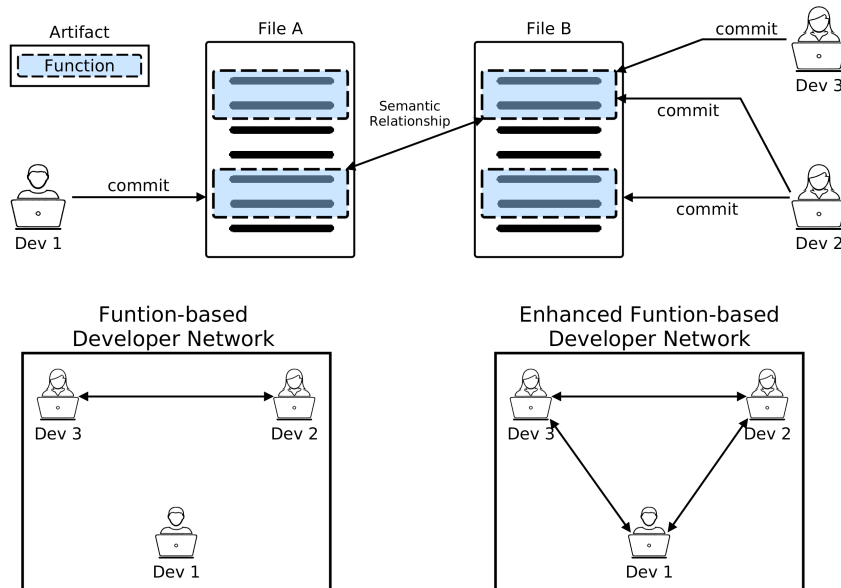 Artifact
Function
File A
File B
commit
Dev 3
Semantic
Relationship
commit
commit
Dev 1
commit
Dev 2
Funtion-based
Developer Network
Dev 3
Dev 2
Dev 1
Enhanced Funtion-based
Developer Network
Dev 3
Dev 2
Dev 1